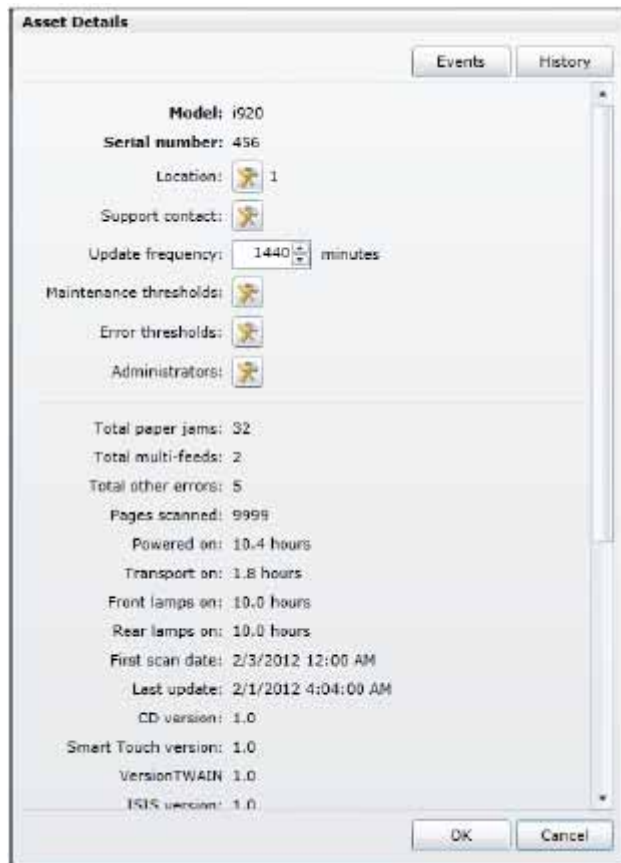 Asset Details
Events History
Model: i920
Serial number: 456
Location: 1
Support contact:
Update frequency: 1440 minutes
Maintenance thresholds:
Error thresholds:
Administrators:
Total paper jams: 32
Total multi-feeds: 2
Total other errors: 5
Pages scanned: 9999
Powered on: 10.4 hours
Transport on: 1.8 hours
Front lamps on: 10.0 hours
Rear lamps on: 10.0 hours
First scan date: 2/3/2012 12:00 AM
Last update: 2/1/2012 4:04:00 AM
CD version: 1.0
Smart Touch version: 1.0
VersionTWAIN 1.0
ISIS version: 1.0
OK Cancel